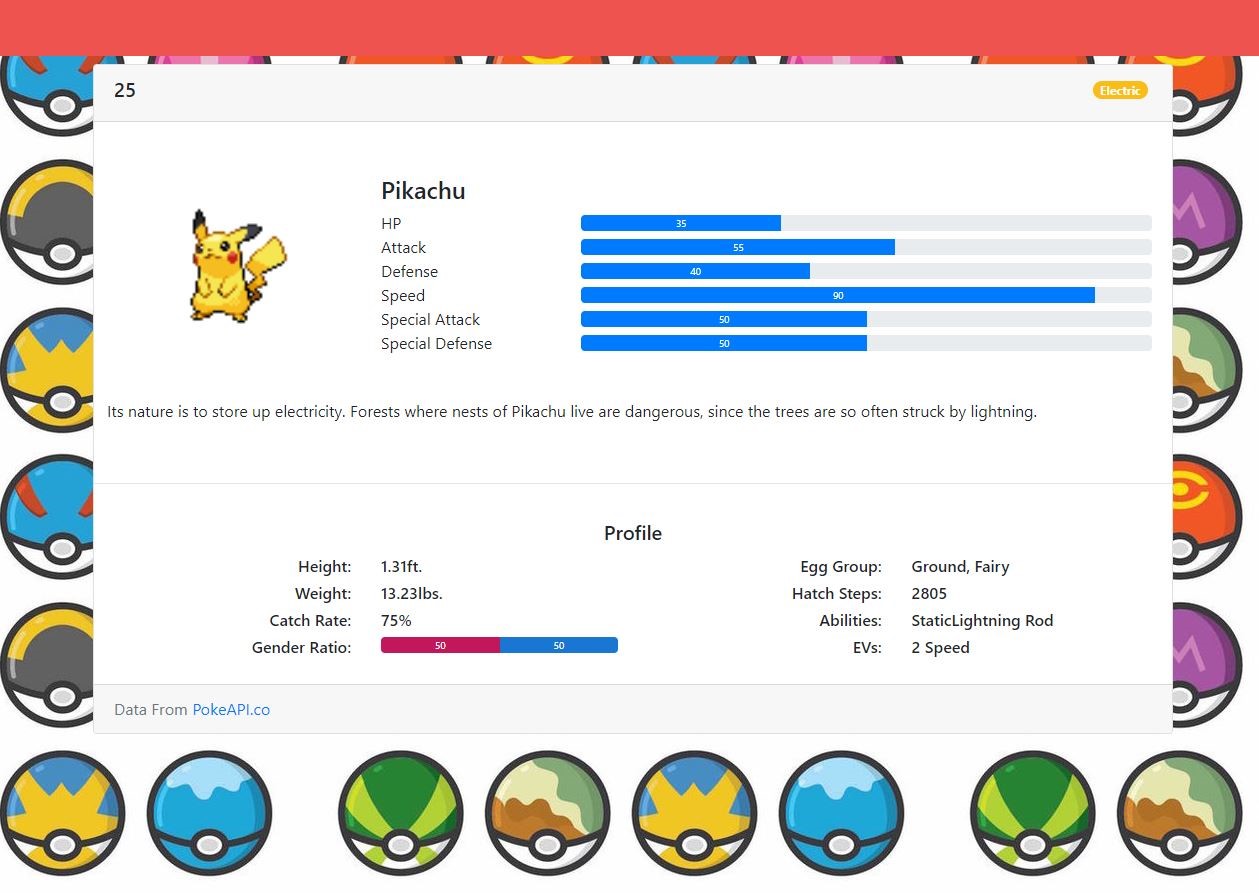 25 Electric
Pikachu
HP 35
Attack 55
Defense 40
Speed 90
Special Attack 50
Special Defense 50
Its nature is to store up electricity. Forests where nests of Pikachu live are dangerous, since the trees are so often struck by lightning.
Profile
Height: 1.31ft. Egg Group: Ground, Fairy
Weight: 13.23lbs. Hatch Steps: 2805
Catch Rate: 75% Abilities: StaticLightning Rod
Gender Ratio: 50 50 EVs: 2 Speed
Data From PokeAPI.co